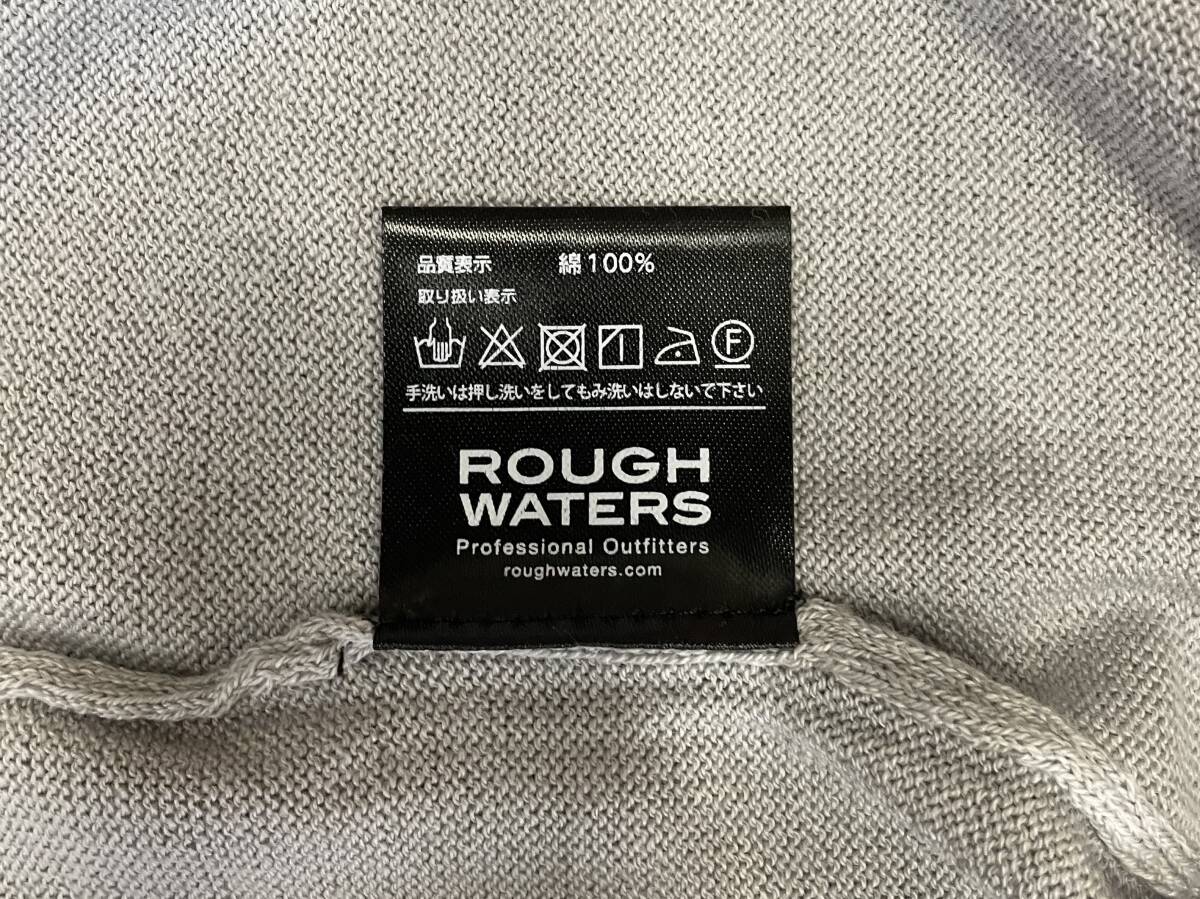 品質表示 綿100%
取り扱い表示
F
手洗いは押し洗いをしてもみ洗いはしないで下さい
ROUGH
WATERS
Professional Outfitters
roughwaters.com